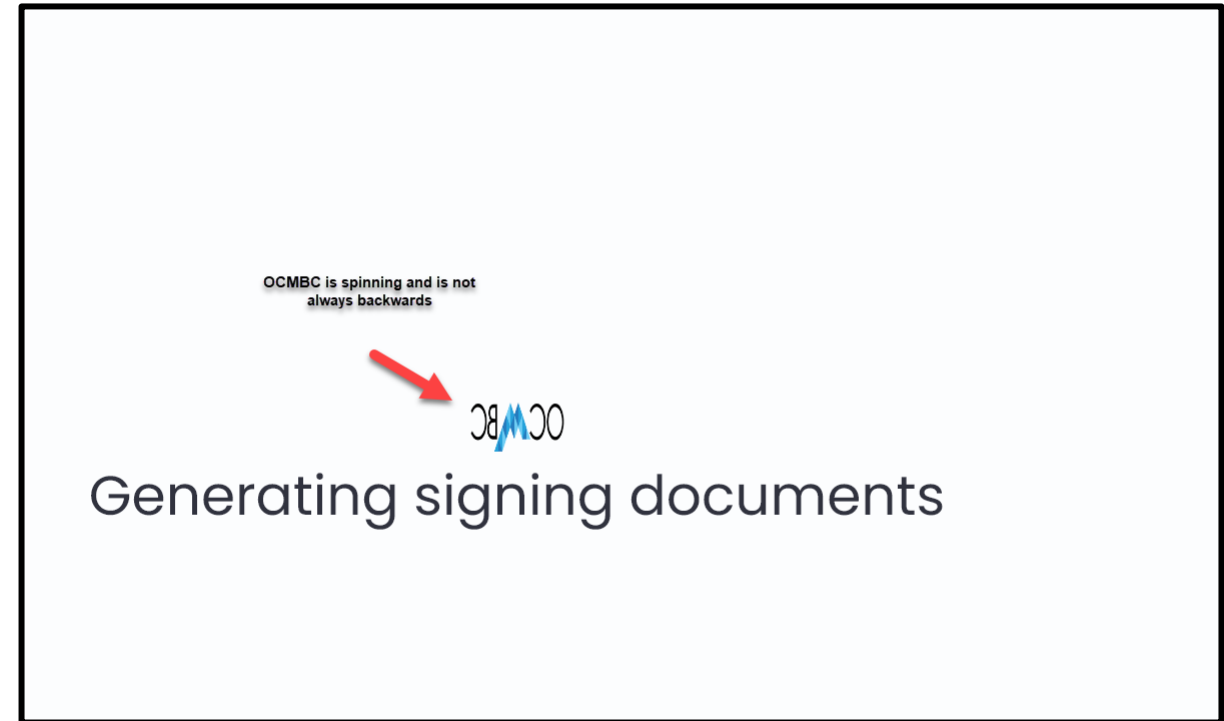 OCMBC is spinning and is not
always backwards
OCMBC
Generating signing documents